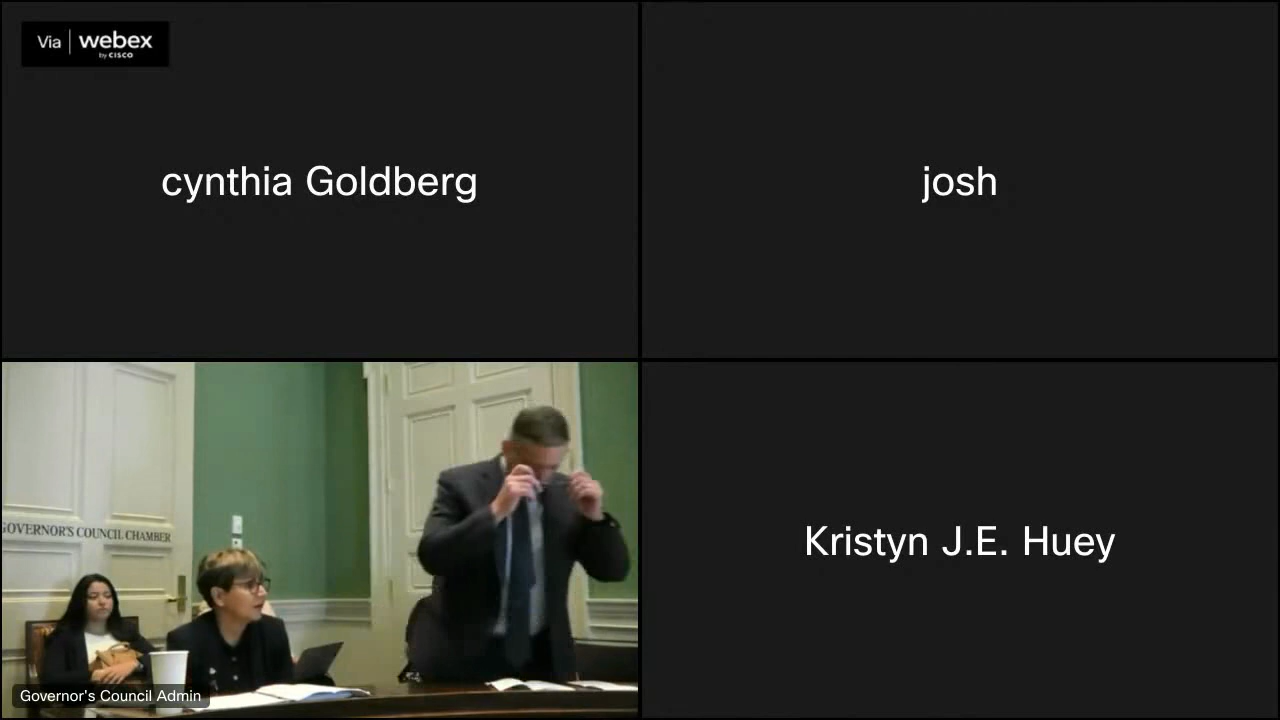 Via webex
by CISCO
cynthia Goldberg
josh
GOVERNOR'S COUNCIL CHAMBER
Governor's Council Admin
Kristyn J.E. Huey